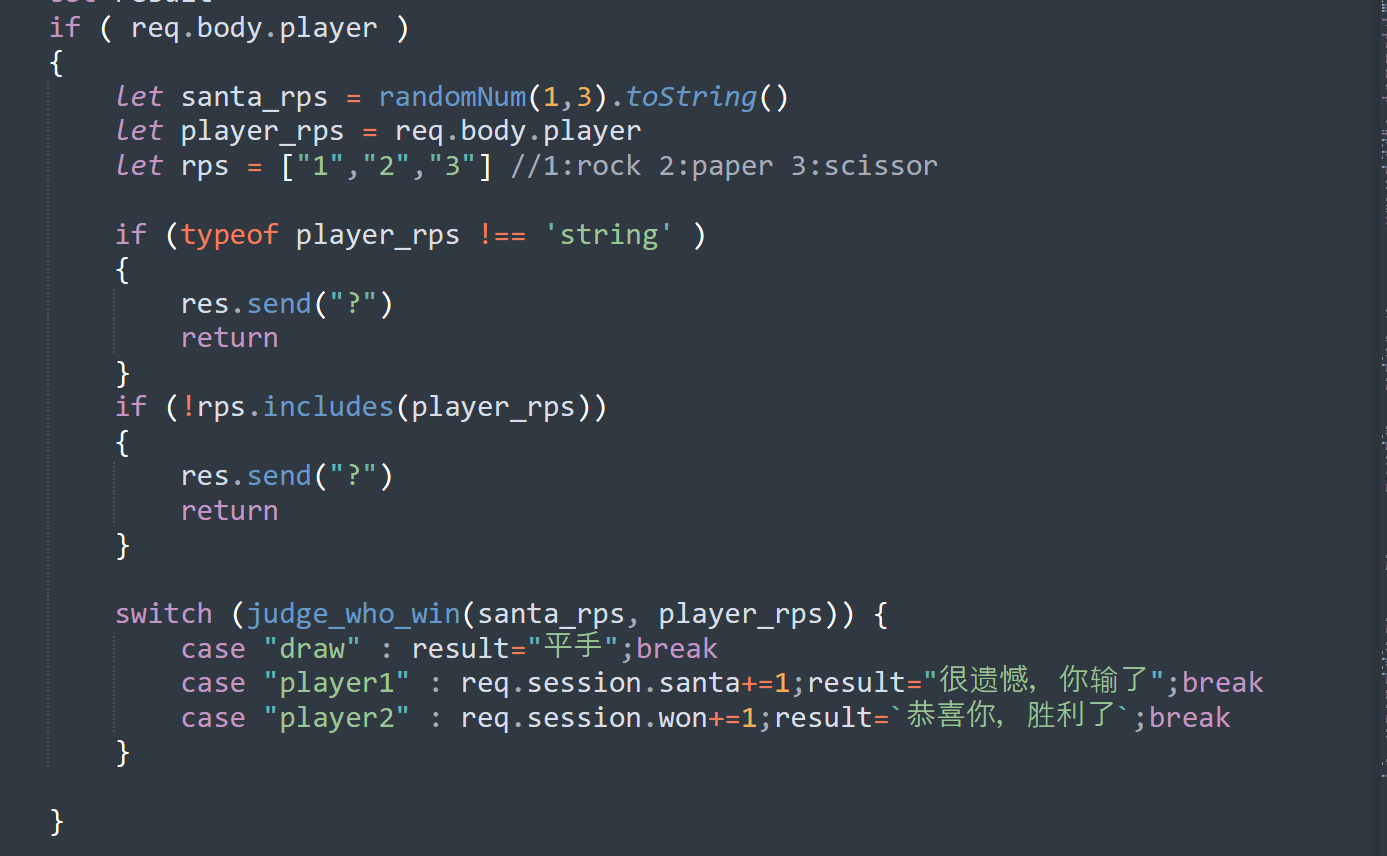 if ( req.body.player )
{
let santa_rps = randomNum(1,3).toString()
let player_rps = req.body.player
let rps = ["1","2","3"] //1:rock 2:paper 3:scissor
if (typeof player_rps !== 'string' )
{
res.send("?")
return
}
if (!rps.includes(player_rps))
{
res.send("?")
return
}
switch (judge_who_win(santa_rps, player_rps)) {
case "draw" : result="平手";break
case "player1" : req.session.santa+=1;result="很遗憾，你输了";break
case "player2" : req.session.won+=1;result=`恭喜你，胜利了`;break
}
}